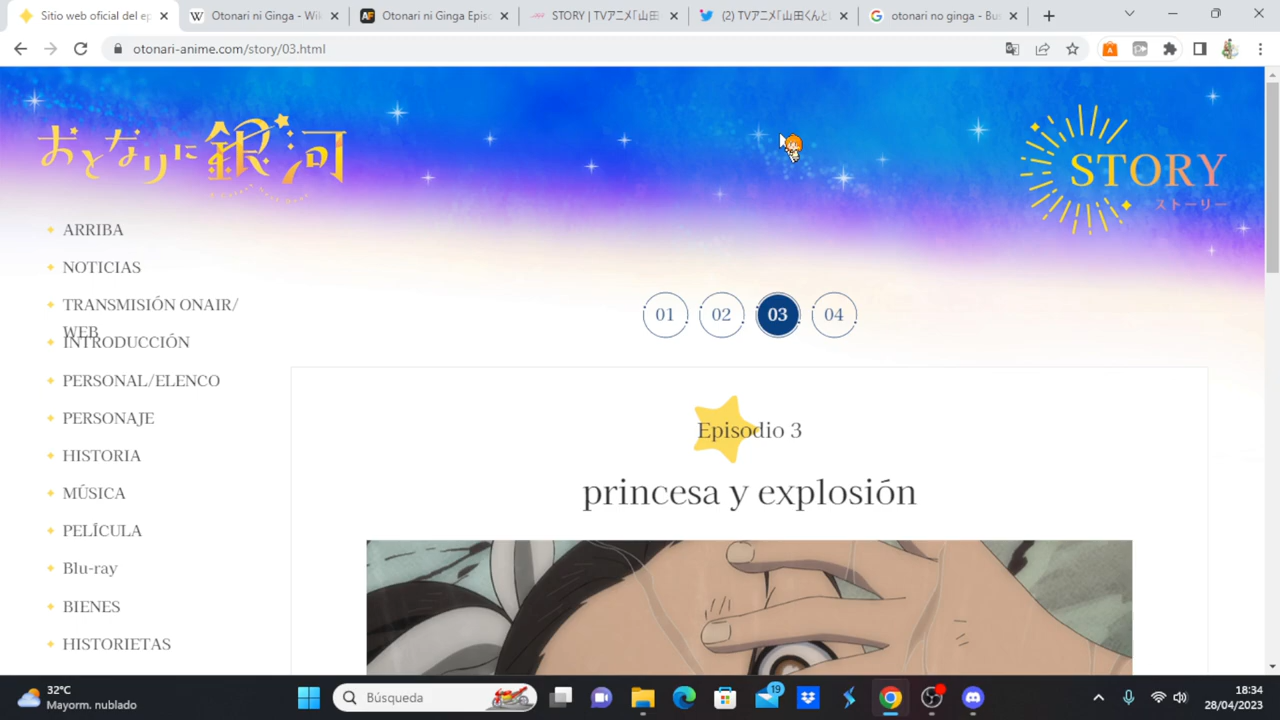 Sitio web oficial del ep
Otonari ni Ginga - Wik
Otonari ni Ginga Episo
STORY | TVアニメ「山田
(2) TVアニメ「山田くんと
otonari no ginga - Bus
otonari-anime.com/story/03.html
おとなりに銀河
STORY
ストーリー
ARRIBA
NOTICIAS
TRANSMISIÓN ONAIR/
WEB
INTRODUCCIÓN
PERSONAL/ELENCO
PERSONAJE
HISTORIA
MÚSICA
PELÍCULA
Blu-ray
BIENES
HISTORIETAS
01
02
03
04
Episodio 3
princesa y explosión
32°C
Mayorm. nublado
Búsqueda
19
18:34
28/04/2023